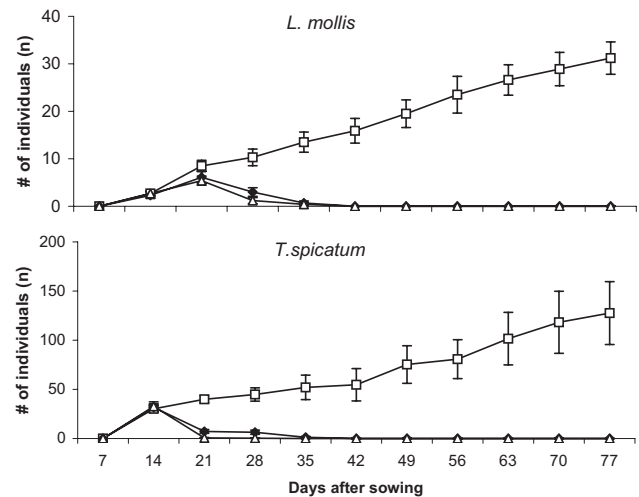 L. mollis
# of individuals (n)
40
30
20
10
0
T.spicatum
# of individuals (n)
200
150
100
50
0
7 14 21 28 35 42 49 56 63 70 77
Days after sowing